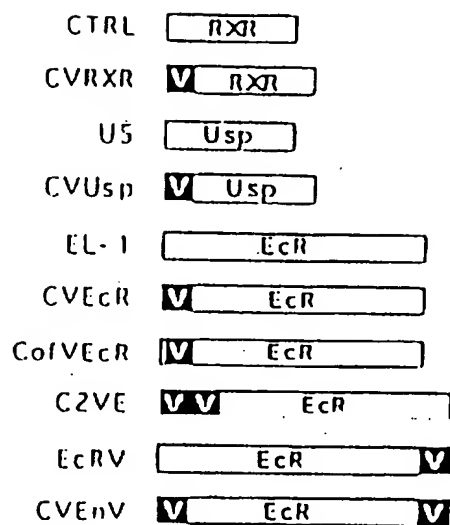 CTRL RXR
CVRXR V RXR
US Usp
CVUsp V Usp
EL-1 EcR
CVEcR V EcR
CofVEcR V EcR
C2VE V V EcR
EcRV EcR V
CVEnV V EcR V